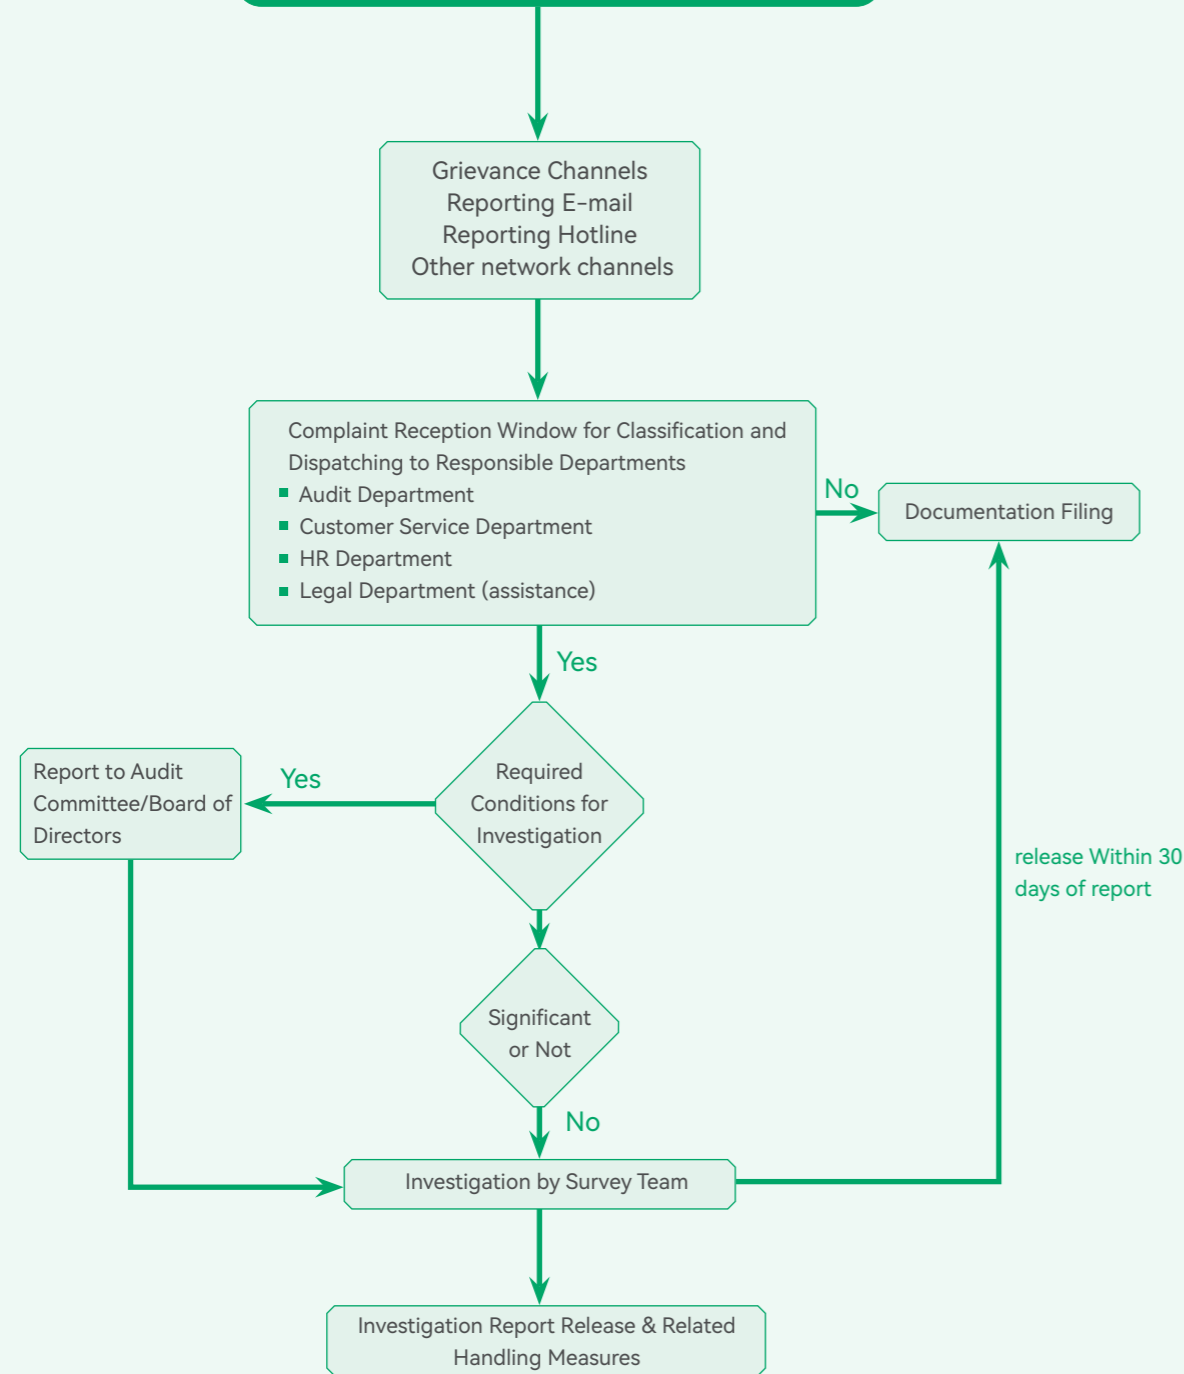 Grievance Channels
Reporting E-mail
Reporting Hotline
Other network channels
Complaint Reception Window for Classification and
Dispatching to Responsible Departments
Audit Department
Customer Service Department
HR Department
Legal Department (assistance)
No
Documentation Filing
Yes
Required
Conditions for
Investigation
Yes
Report to Audit
Committee/Board of
Directors
release Within 30
days of report
Significant
or Not
No
Investigation by Survey Team
Investigation Report Release & Related
Handling Measures